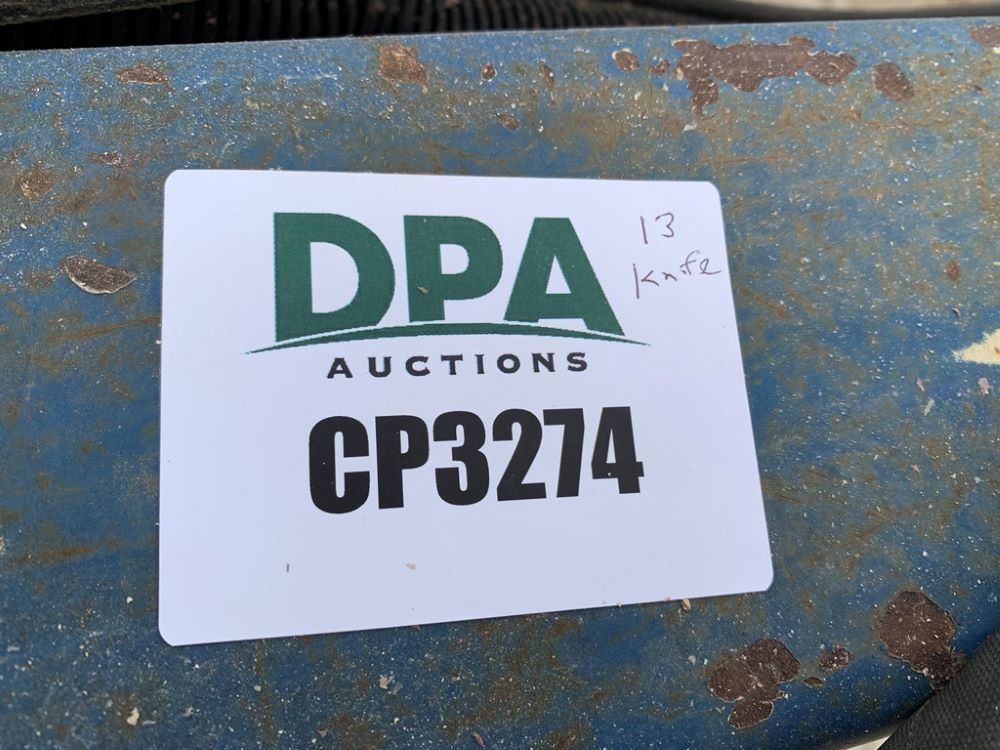 DPA
AUCTIONS
13
Knife
CP3274